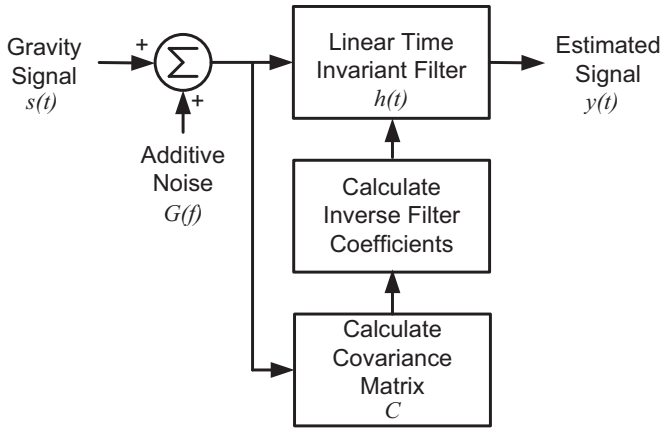 Gravity
Signal
s(t)
+
Σ
+
Additive
Noise
G(f)
Linear Time
Invariant Filter
h(t)
Estimated
Signal
y(t)
Calculate
Inverse Filter
Coefficients
Calculate
Covariance
Matrix
C